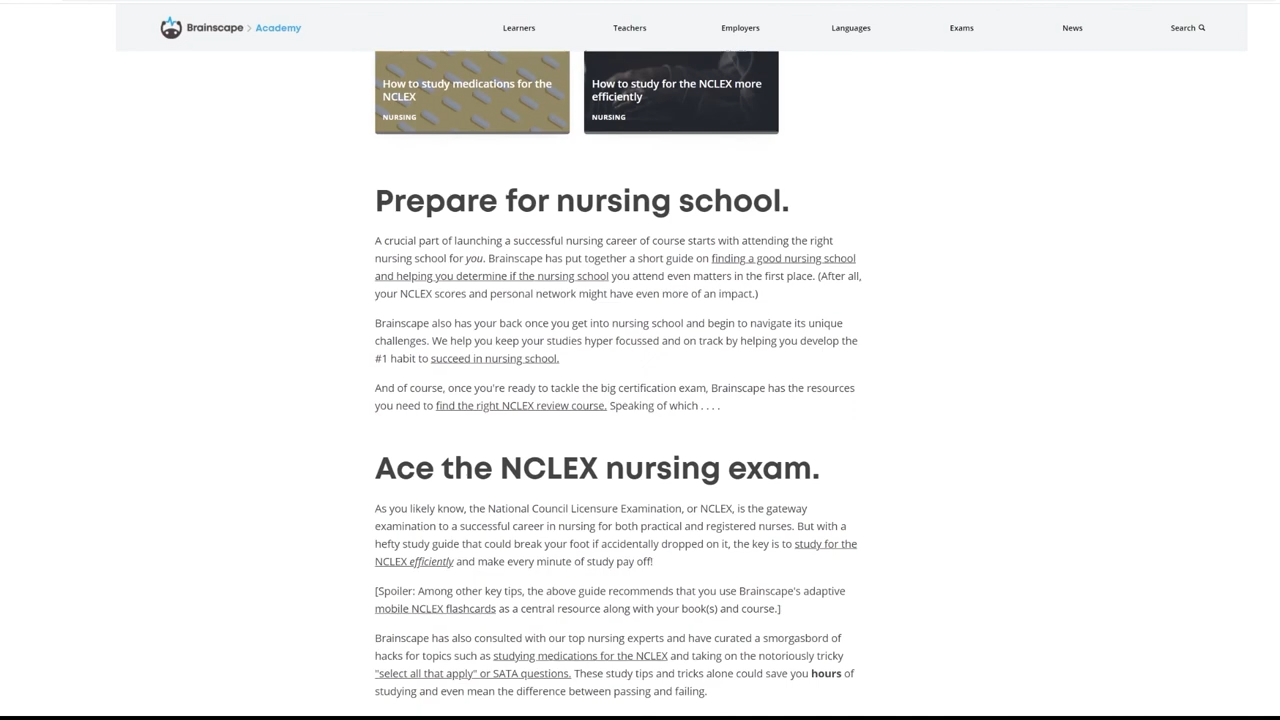 Brainscape > Academy
Learners
Teachers
Employers
Languages
Exams
News
Search
How to study medications for the
NCLEX
NURSING
How to study for the NCLEX more
efficiently
NURSING
Prepare for nursing school.
A crucial part of launching a successful nursing career of course starts with attending the right
nursing school for you. Brainscape has put together a short guide on finding a good nursing school
and helping you determine if the nursing school you attend even matters in the first place. (After all,
your NCLEX scores and personal network might have even more of an impact.)
Brainscape also has your back once you get into nursing school and begin to navigate its unique
challenges. We help you keep your studies hyper focussed and on track by helping you develop the
#1 habit to succeed in nursing school.
And of course, once you're ready to tackle the big certification exam, Brainscape has the resources
you need to find the right NCLEX review course. Speaking of which . . . .
Ace the NCLEX nursing exam.
As you likely know, the National Council Licensure Examination, or NCLEX, is the gateway
examination to a successful career in nursing for both practical and registered nurses. But with a
hefty study guide that could break your foot if accidentally dropped on it, the key is to study for the
NCLEX efficiently and make every minute of study pay off!
[Spoiler: Among other key tips, the above guide recommends that you use Brainscape's adaptive
mobile NCLEX flashcards as a central resource along with your book(s) and course.]
Brainscape has also consulted with our top nursing experts and have curated a smorgasbord of
hacks for topics such as studying medications for the NCLEX and taking on the notoriously tricky
"select all that apply" or SATA questions. These study tips and tricks alone could save you hours of
studying and even mean the difference between passing and failing.